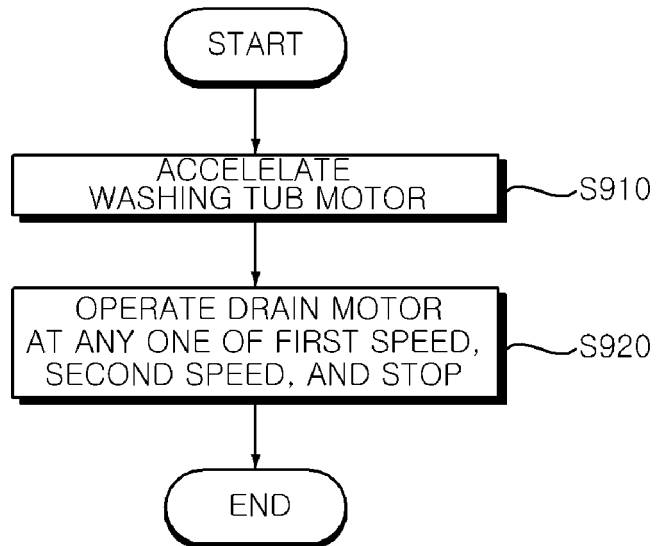 START
ACCELELATE
WASHING TUB MOTOR
S910
OPERATE DRAIN MOTOR
AT ANY ONE OF FIRST SPEED,
SECOND SPEED, AND STOP
S920
END